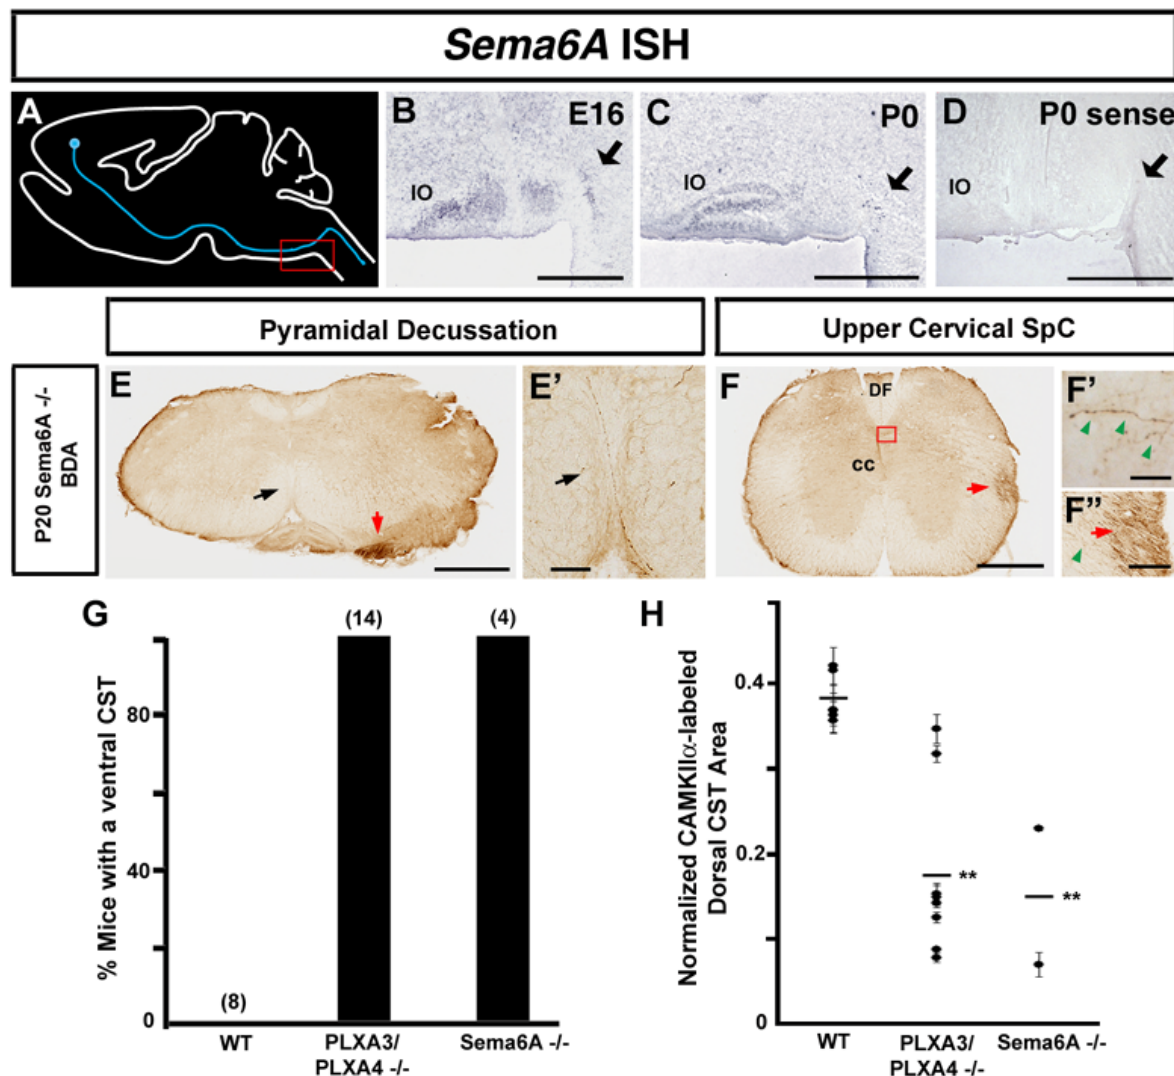 Sema6A ISH
A
B
E16
IO
C
P0
IO
D
P0 sense
IO
Pyramidal Decussation
Upper Cervical SpC
P20 Sema6A -/-
BDA
E
E'
F
DF
cc
F'
F"
G
% Mice with a ventral CST
80
40
0
(8)
(14)
(4)
WT
PLXA3/
PLXA4 -/-
Sema6A -/-
H
Normalized CAMKIIα-labeled
Dorsal CST Area
0.4
0.2
0
**
**
WT
PLXA3/
PLXA4 -/-
Sema6A -/-